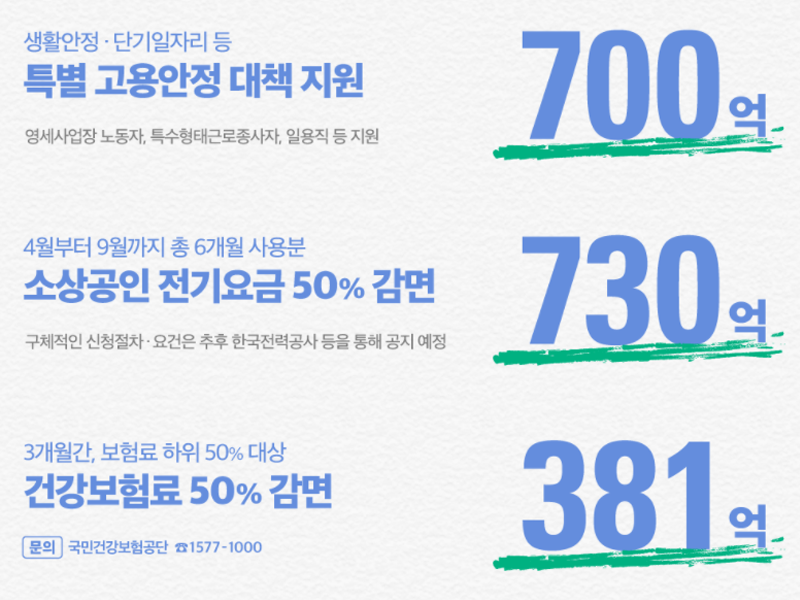 생활안정 · 단기일자리 등
특별 고용안정 대책 지원
700억
영세사업장 노동자, 특수형태근로종사자, 일용직 등 지원
4월부터 9월까지 총 6개월 사용분
소상공인 전기요금 50% 감면
730억
구체적인 신청절차 · 요건은 추후 한국전력공사 등을 통해 공지 예정
3개월간, 보험료 하위 50% 대상
건강보험료 50% 감면
381억
문의 국민건강보험공단 ☎1577-1000